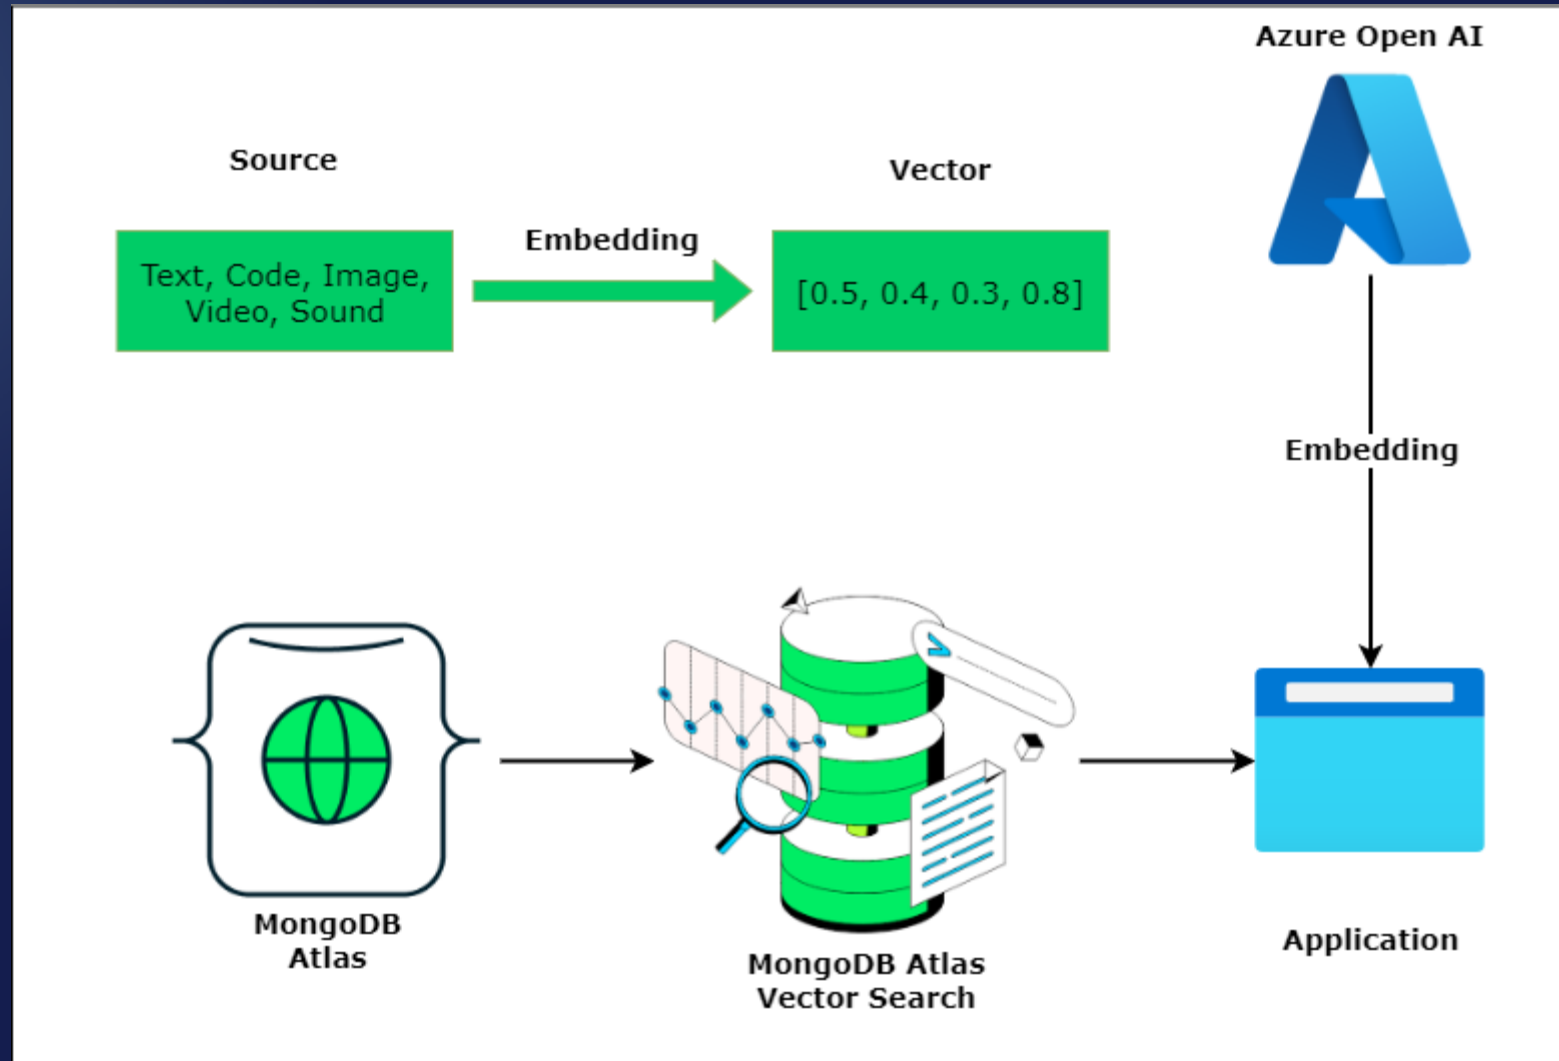 Azure Open AI
Source
Vector
Embedding
Text, Code, Image,
Video, Sound
[0.5, 0.4, 0.3, 0.8]
Embedding
MongoDB
Atlas
MongoDB Atlas
Vector Search
Application